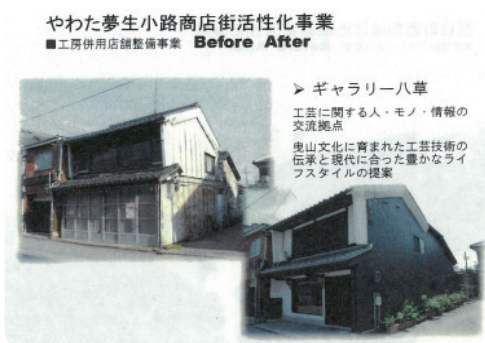 やわた夢生小路商店街活性化事業
■工房併用店舗整備事業 Before After
➤ ギャラリー八草
工芸に関する人・モノ・情報の
交流拠点
曳山文化に育まれた工芸技術の
伝承と現代に合った豊かなライ
フスタイルの提案